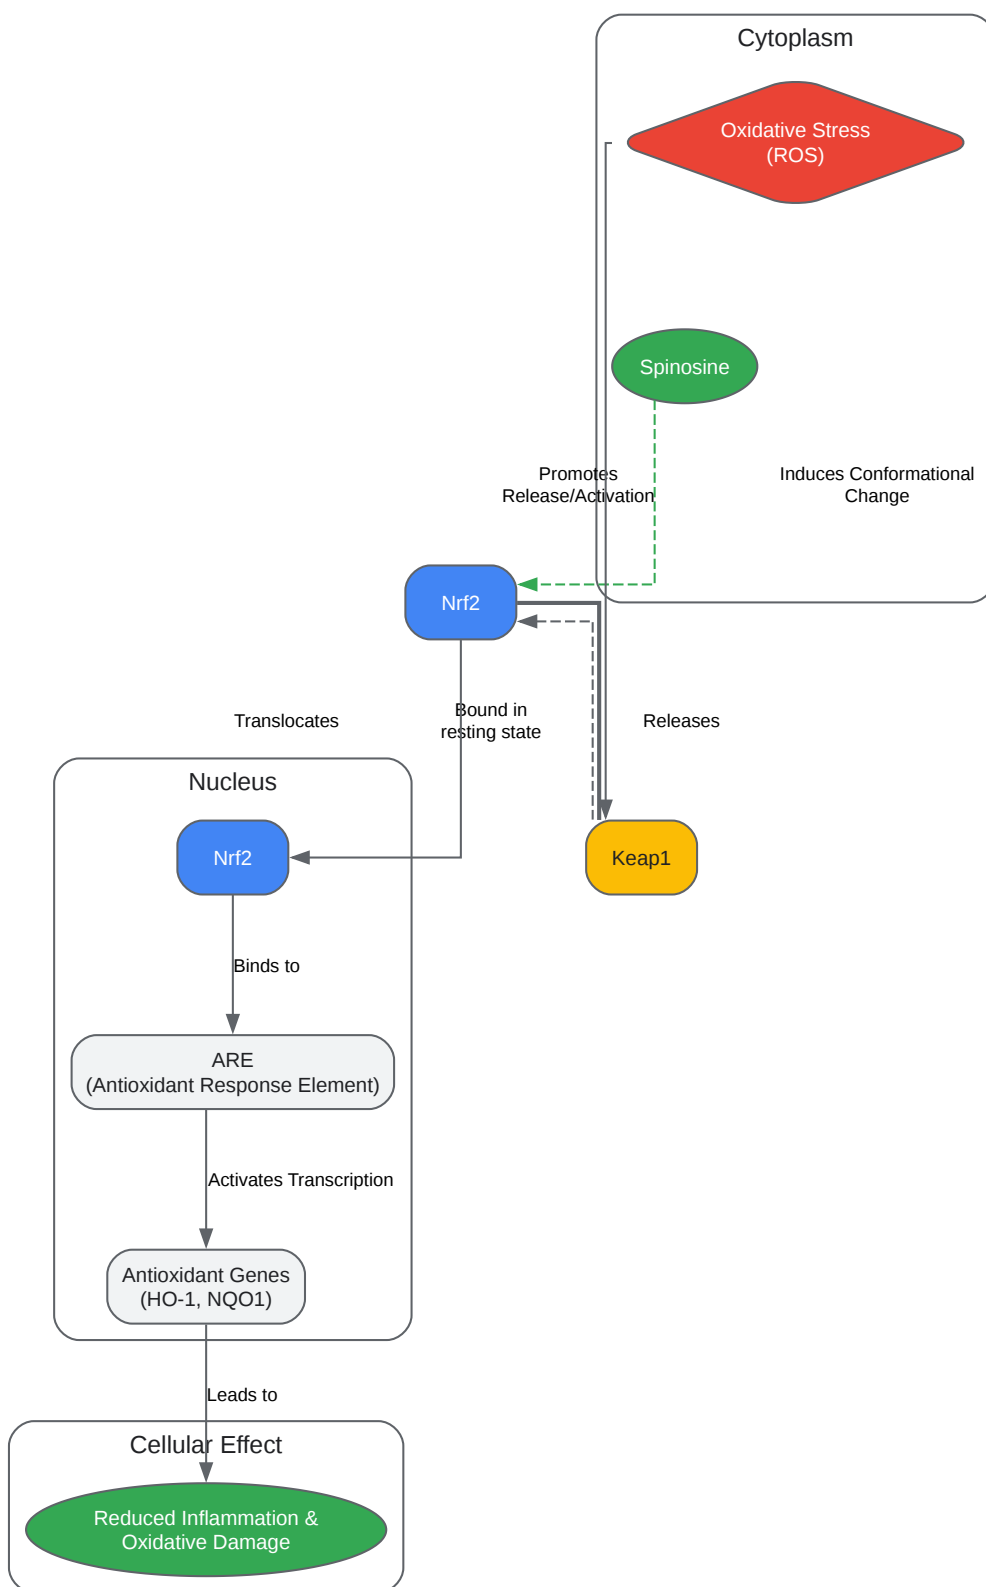 Cytoplasm
Oxidative Stress
(ROS)
Spinosine
Promotes
Release/Activation
Induces Conformational
Change
Nrf2
Translocates
Bound in
resting state
Releases
Nucleus
Nrf2
Keap1
Binds to
ARE
(Antioxidant Response Element)
Activates Transcription
Antioxidant Genes
(HO-1, NQO1)
Leads to
Cellular Effect
Reduced Inflammation &
Oxidative Damage